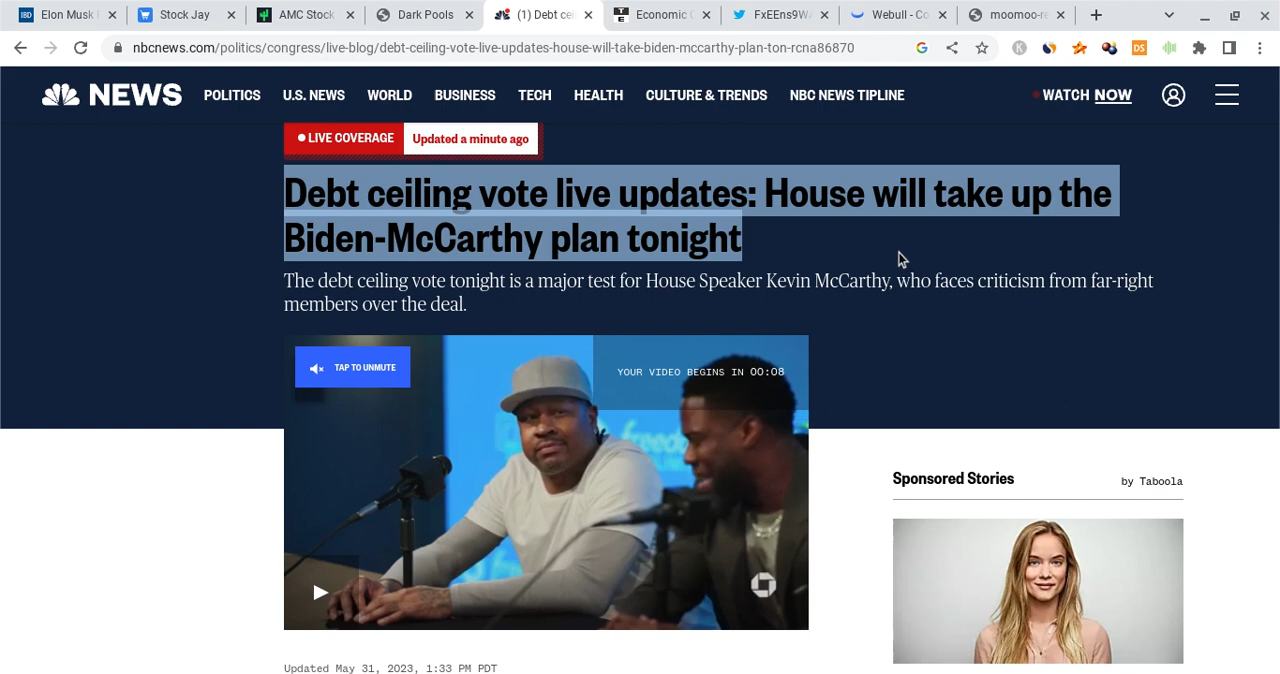 Elon Musk
Stock Jay
AMC Stock
Dark Pools
(1) Debt cei
Economic
FxEEns9W
Webull - Co
moomoo-re
nbcnews.com/politics/congress/live-blog/debt-ceiling-vote-live-updates-house-will-take-biden-mccarthy-plan-ton-rcna86870
NEWS POLITICS U.S. NEWS WORLD BUSINESS TECH HEALTH CULTURE & TRENDS NBC NEWS TIPLINE WATCH NOW
LIVE COVERAGE Updated a minute ago
Debt ceiling vote live updates: House will take up the
Biden-McCarthy plan tonight
The debt ceiling vote tonight is a major test for House Speaker Kevin McCarthy, who faces criticism from far-right
members over the deal.
TAP TO UNMUTE
YOUR VIDEO BEGINS IN 00:08
Sponsored Stories
by Taboola
Updated May 31, 2023, 1:33 PM PDT